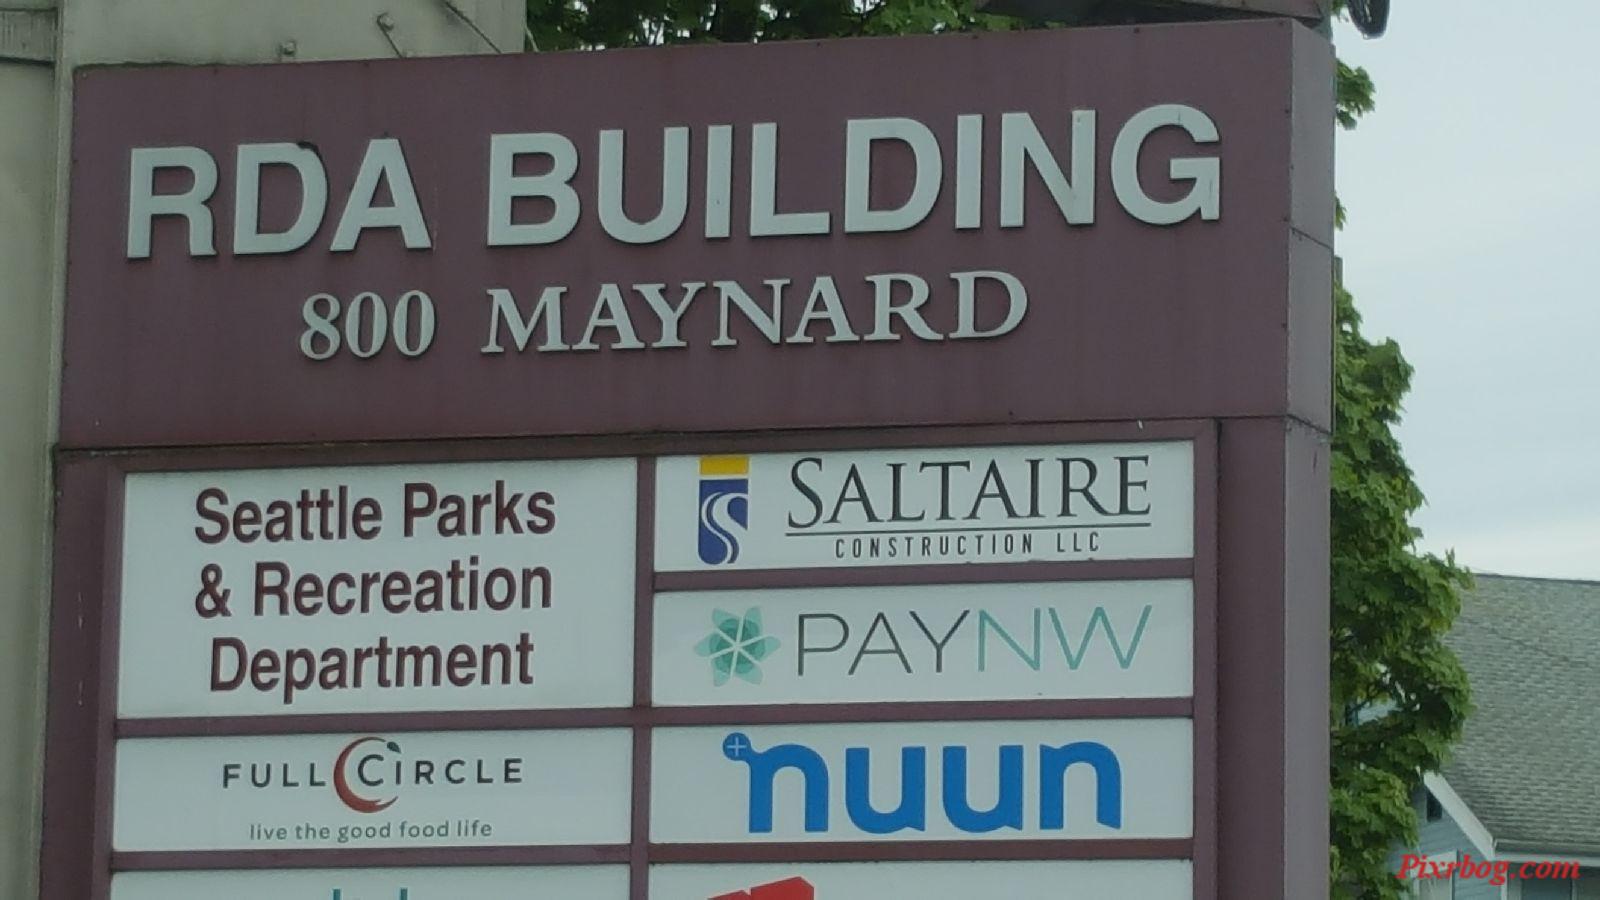 RDA BUILDING
800 MAYNARD
Seattle Parks
& Recreation
Department
SALTAIRE
CONSTRUCTION LLC
PAYNW
FULL CIRCLE
live the good food life
nuun
Pixrbog.com